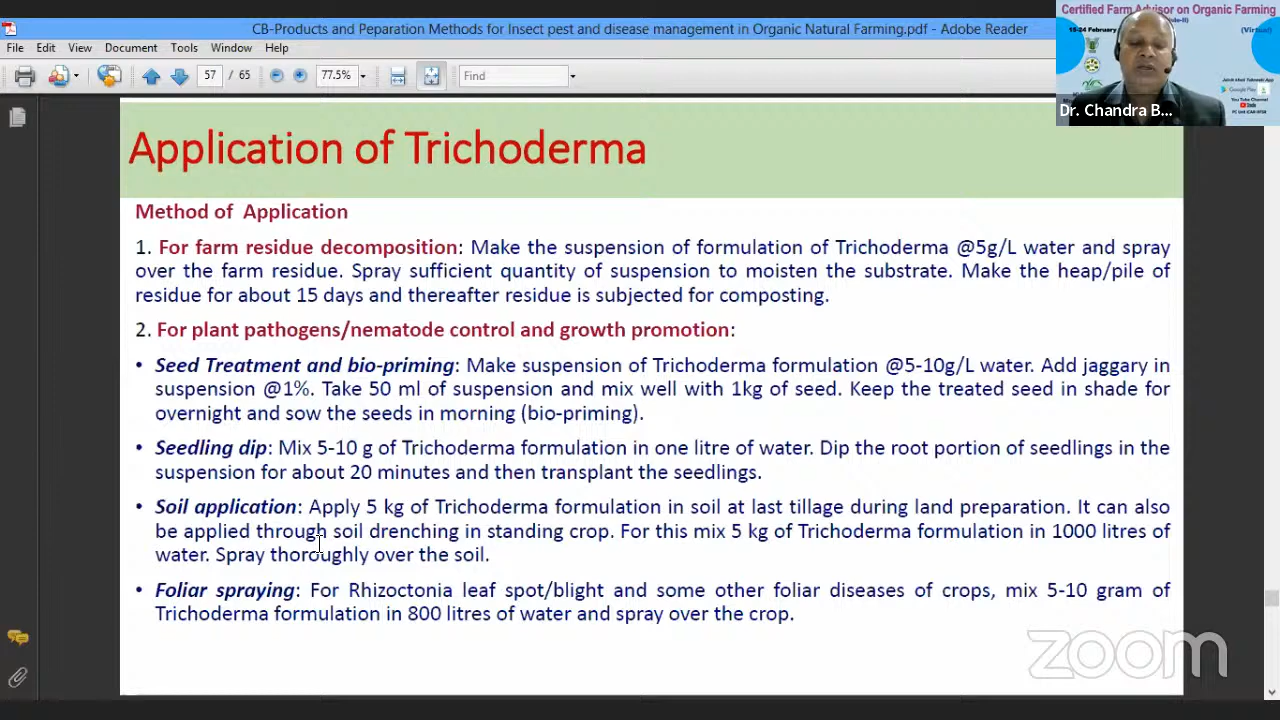 CB-Products and Peparation Methods for Insect pest and disease management in Organic Natural Farming.pdf - Adobe Reader
File Edit View Document Tools Window Help
57 / 65 77.5% Find
Certified Farm Advisor on Organic Farming
15-24 February
(Virtual)
Google Play
You Tube Channel
Dr. Chandra B...
Application of Trichoderma
Method of Application
1. For farm residue decomposition: Make the suspension of formulation of Trichoderma @5g/L water and spray
over the farm residue. Spray sufficient quantity of suspension to moisten the substrate. Make the heap/pile of
residue for about 15 days and thereafter residue is subjected for composting.
2. For plant pathogens/nematode control and growth promotion:
• Seed Treatment and bio-priming: Make suspension of Trichoderma formulation @5-10g/L water. Add jaggary in
suspension @1%. Take 50 ml of suspension and mix well with 1kg of seed. Keep the treated seed in shade for
overnight and sow the seeds in morning (bio-priming).
• Seedling dip: Mix 5-10 g of Trichoderma formulation in one litre of water. Dip the root portion of seedlings in the
suspension for about 20 minutes and then transplant the seedlings.
• Soil application: Apply 5 kg of Trichoderma formulation in soil at last tillage during land preparation. It can also
be applied through soil drenching in standing crop. For this mix 5 kg of Trichoderma formulation in 1000 litres of
water. Spray thoroughly over the soil.
• Foliar spraying: For Rhizoctonia leaf spot/blight and some other foliar diseases of crops, mix 5-10 gram of
Trichoderma formulation in 800 litres of water and spray over the crop.
zoom